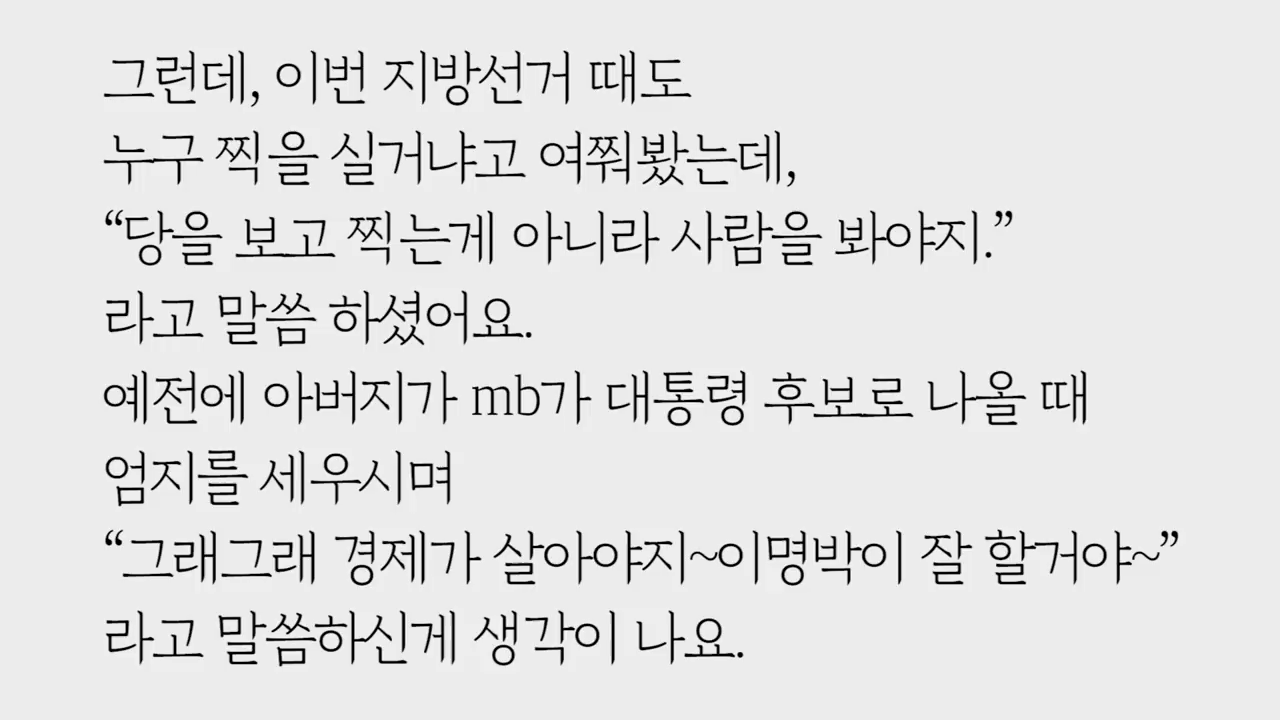 그런데, 이번 지방선거 때도
누구 찍을 실거냐고 여쭤봤는데,
“당을 보고 찍는게 아니라 사람을 봐야지.”
라고 말씀 하셨어요.
예전에 아버지가 mb가 대통령 후보로 나올 때
엄지를 세우시며
“그래그래 경제가 살아야지~이명박이 잘 할거야~”
라고 말씀하신게 생각이 나요.